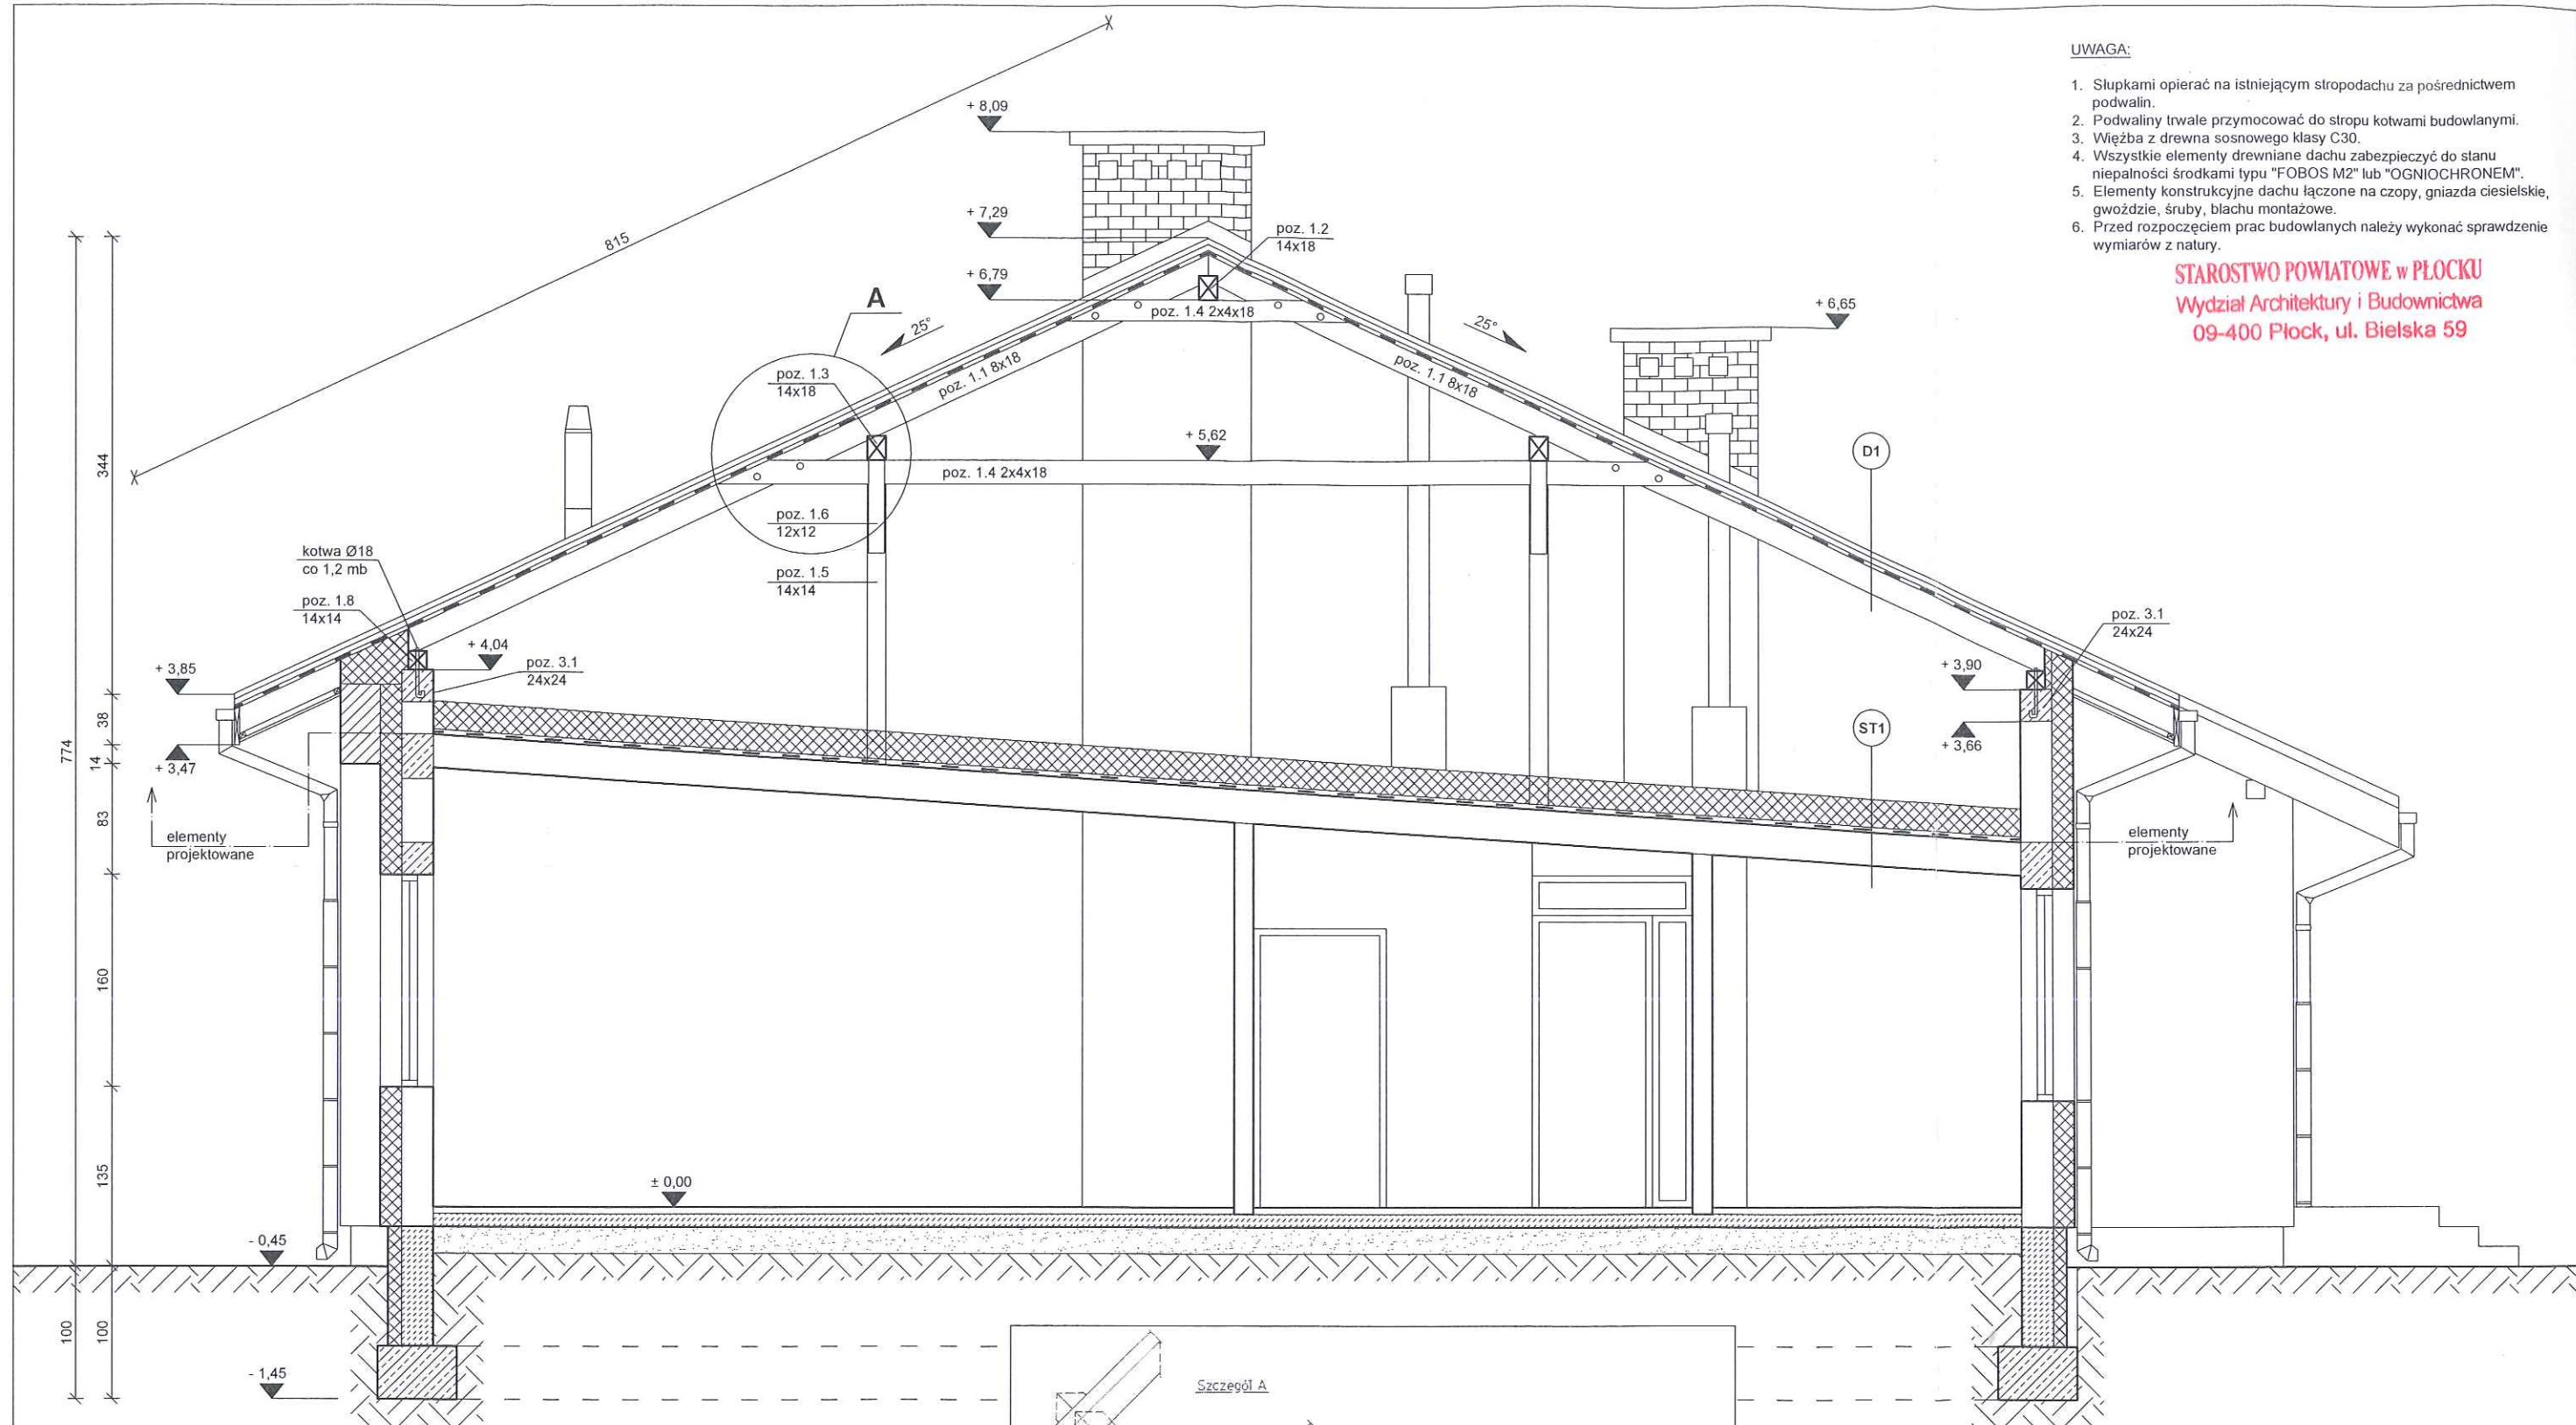 UWAGA:
1. Słupkami opierać na istniejącym stropodachu za pośrednictwem
podwalin.
2. Podwaliny trwale przymocować do stropu kotwami budowlanymi.
3. Więźba z drewna sosnowego klasy C30.
4. Wszystkie elementy drewniane dachu zabezpieczyć do stanu
niepalności środkami typu "FOBOS M2" lub "OGNIOCHRONEM".
5. Elementy konstrukcyjne dachu łączone na czopy, gniazda ciesielskie,
gwoździe, śruby, blachu montażowe.
6. Przed rozpoczęciem prac budowlanych należy wykonać sprawdzenie
wymiarów z natury.
STAROSTWO POWIATOWE w PŁOCKU
Wydział Architektury i Budownictwa
09-400 Płock, ul. Bielska 59
815
+ 8,09
+ 7,29
+ 6,79
poz. 1.2
14x18
A
25°
25°
poz. 1.4 2x4x18
+ 6,65
poz. 1.3
14x18
poz. 1.1 8x18
poz. 1.1 8x18
+ 5,62
poz. 1.4 2x4x18
D1
344
poz. 1.6
12x12
kotwa Ø18
co 1,2 mb
poz. 1.5
14x14
poz. 1.8
14x14
poz. 3.1
24x24
+ 4,04
poz. 3.1
24x24
+ 3,85
+ 3,90
38
ST1
774
14
+ 3,47
+ 3,66
83
elementy
projektowane
elementy
projektowane
160
135
± 0,00
- 0,45
100
100
- 1,45
Szczegół A